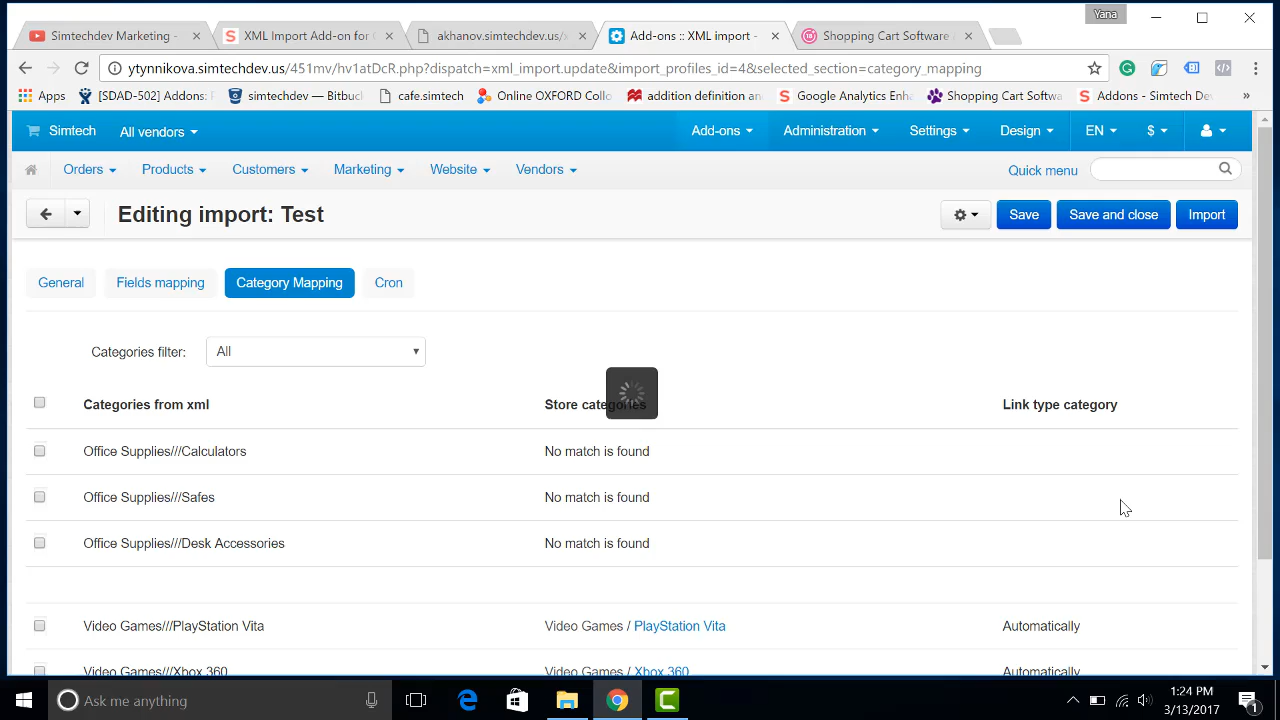 Yana
Simtechdev Marketing -
XML Import Add-on for C
akhanov.simtechdev.us/x
Add-ons :: XML import -
Shopping Cart Software &
ytynnikova.simtechdev.us/451mv/hv1atDcR.php?dispatch=xml_import.update&import_profiles_id=4&selected_section=category_mapping
Apps
[SDAD-502] Addons: F
simtechdev — Bitbuc
cafe.simtech
Online OXFORD Collo
addition definition an
Google Analytics Enh
Shopping Cart Softwa
Addons - Simtech De
»
Simtech
All vendors
Add-ons
Administration
Settings
Design
EN
$
Orders
Products
Customers
Marketing
Website
Vendors
Quick menu
Editing import: Test
Save
Save and close
Import
General
Fields mapping
Category Mapping
Cron
Categories filter:
All
Categories from xml
Store categories
Link type category
Office Supplies///Calculators
No match is found
Office Supplies///Safes
No match is found
Office Supplies///Desk Accessories
No match is found
Video Games///PlayStation Vita
Video Games / PlayStation Vita
Automatically
Video Games///Xbox 360
Video Games / Xbox 360
Automatically
Ask me anything
1:24 PM
3/13/2017
1